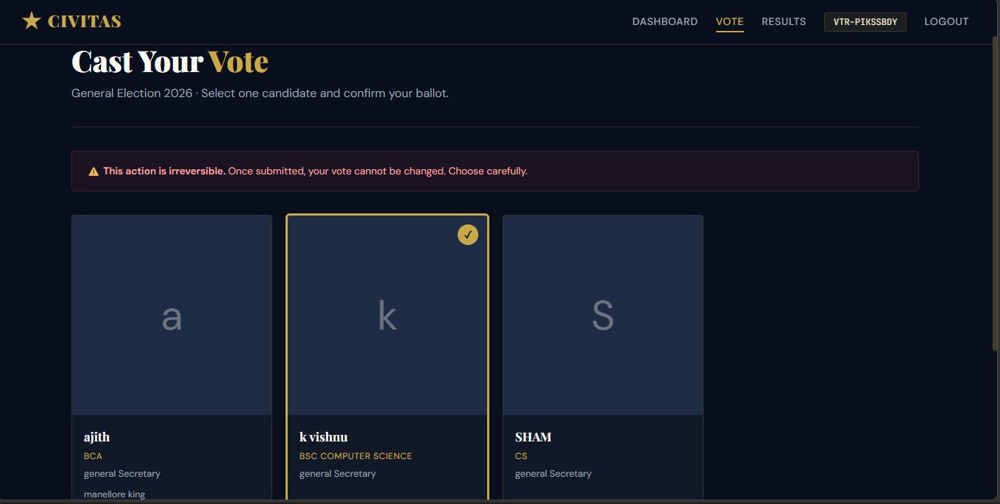 ★ CIVITAS
DASHBOARD VOTE RESULTS VTR-PIKSSBDY LOGOUT
Cast Your Vote
General Election 2026 · Select one candidate and confirm your ballot.
⚠ This action is irreversible. Once submitted, your vote cannot be changed. Choose carefully.
a
k
S
ajith
BCA
general Secretary
manellore king
k vishnu
BSC COMPUTER SCIENCE
general Secretary
SHAM
CS
general Secretary